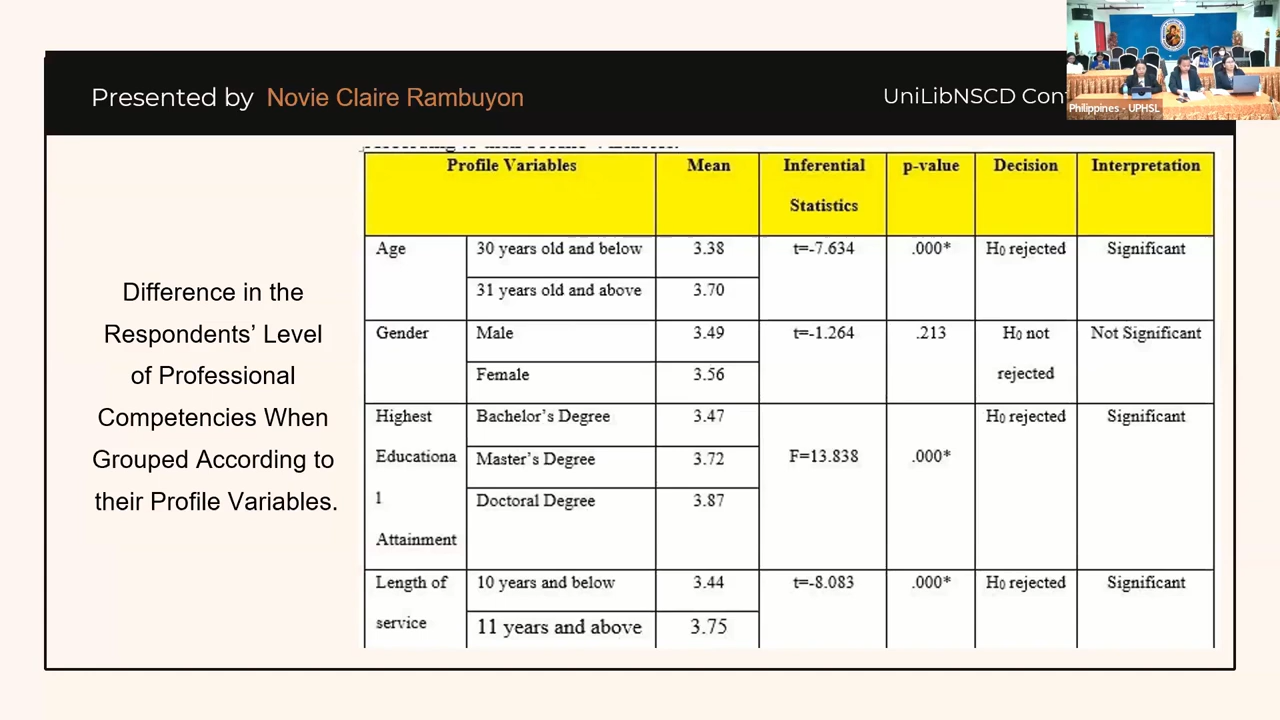 Presented by Novie Claire Rambuyon
UniLibNSCD
Philippines - UPHSL
Difference in the
Respondents’ Level
of Professional
Competencies When
Grouped According to
their Profile Variables.
Profile Variables Mean Inferential Statistics p-value Decision Interpretation
Age 30 years old and below 3.38 t=-7.634 .000* H0 rejected Significant
31 years old and above 3.70
Gender Male 3.49 t=-1.264 .213 H0 not rejected Not Significant
Female 3.56
Highest Educationa l Attainment Bachelor’s Degree 3.47 F=13.838 .000* H0 rejected Significant
Master’s Degree 3.72
Doctoral Degree 3.87
Length of service 10 years and below 3.44 t=-8.083 .000* H0 rejected Significant
11 years and above 3.75